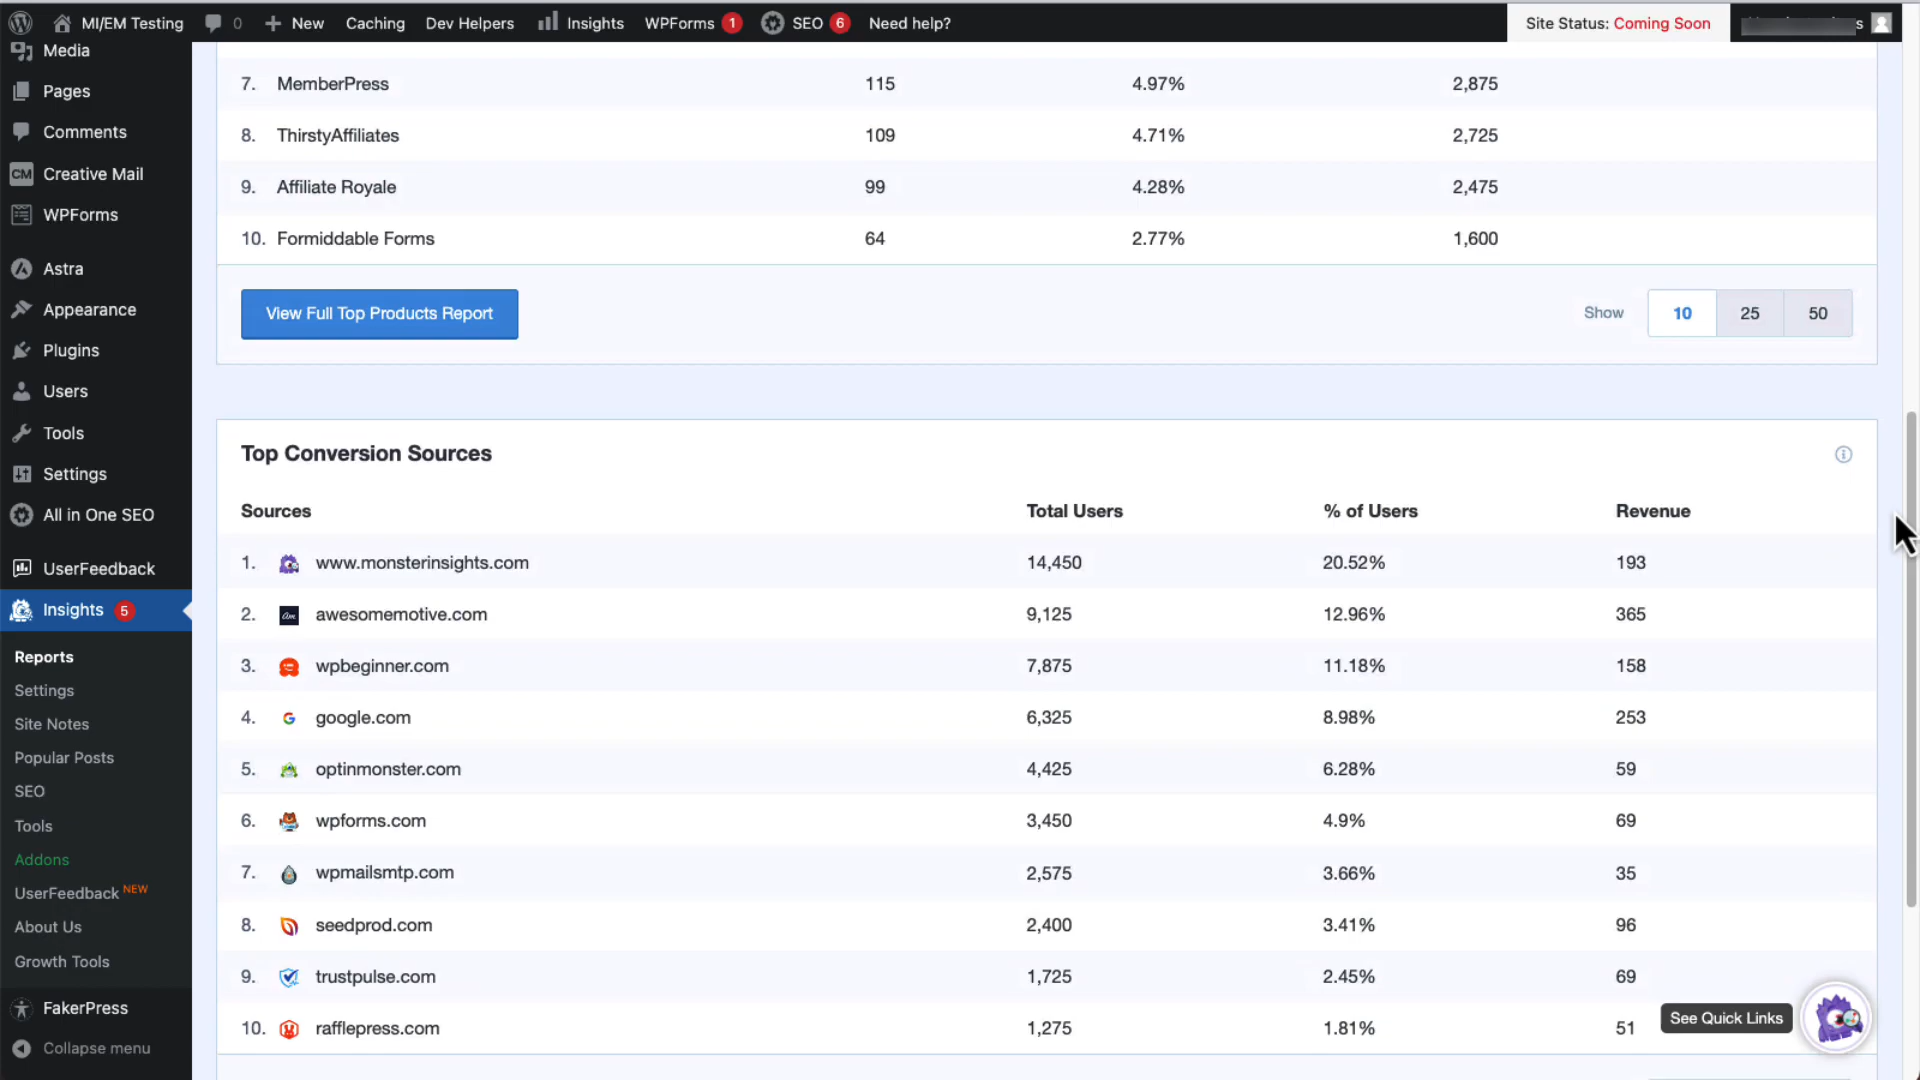 MI/EM Testing 0 New Caching Dev Helpers Insights WPForms 1 SEO 6 Need help? Site Status: Coming Soon s
Media
Pages
Comments
CM Creative Mail
WPForms
Astra
Appearance
Plugins
Users
Tools
Settings
All in One SEO
UserFeedback
Insights 5
Reports
Settings
Site Notes
Popular Posts
SEO
Tools
Addons
UserFeedback NEW
About Us
Growth Tools
FakerPress
Collapse menu
7. MemberPress 115 4.97% 2,875
8. ThirstyAffiliates 109 4.71% 2,725
9. Affiliate Royale 99 4.28% 2,475
10. Formiddable Forms 64 2.77% 1,600
View Full Top Products Report Show 10 25 50
Top Conversion Sources
Sources Total Users % of Users Revenue
1. www.monsterinsights.com 14,450 20.52% 193
2. am awesomemotive.com 9,125 12.96% 365
3. wpbeginner.com 7,875 11.18% 158
4. G google.com 6,325 8.98% 253
5. optinmonster.com 4,425 6.28% 59
6. wpforms.com 3,450 4.9% 69
7. wpmailsmtp.com 2,575 3.66% 35
8. seedprod.com 2,400 3.41% 96
9. trustpulse.com 1,725 2.45% 69
10. rafflepress.com 1,275 1.81% 51
See Quick Links